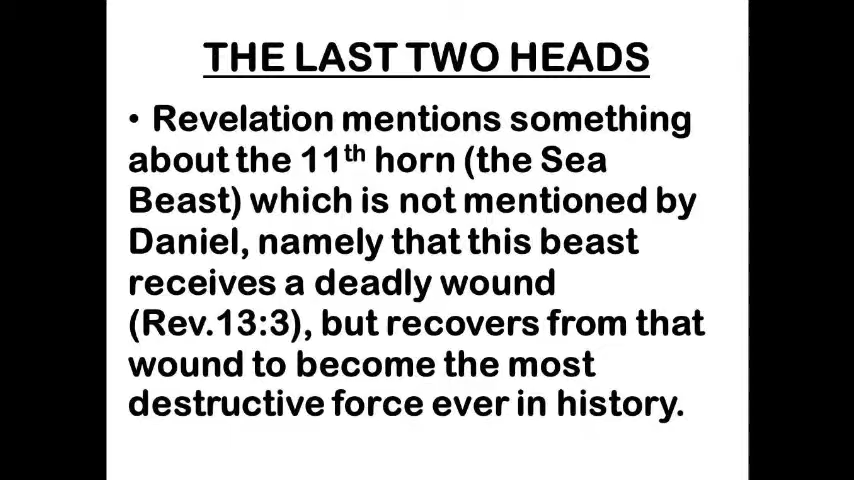 THE LAST TWO HEADS
• Revelation mentions something
about the 11th horn (the Sea
Beast) which is not mentioned by
Daniel, namely that this beast
receives a deadly wound
(Rev.13:3), but recovers from that
wound to become the most
destructive force ever in history.